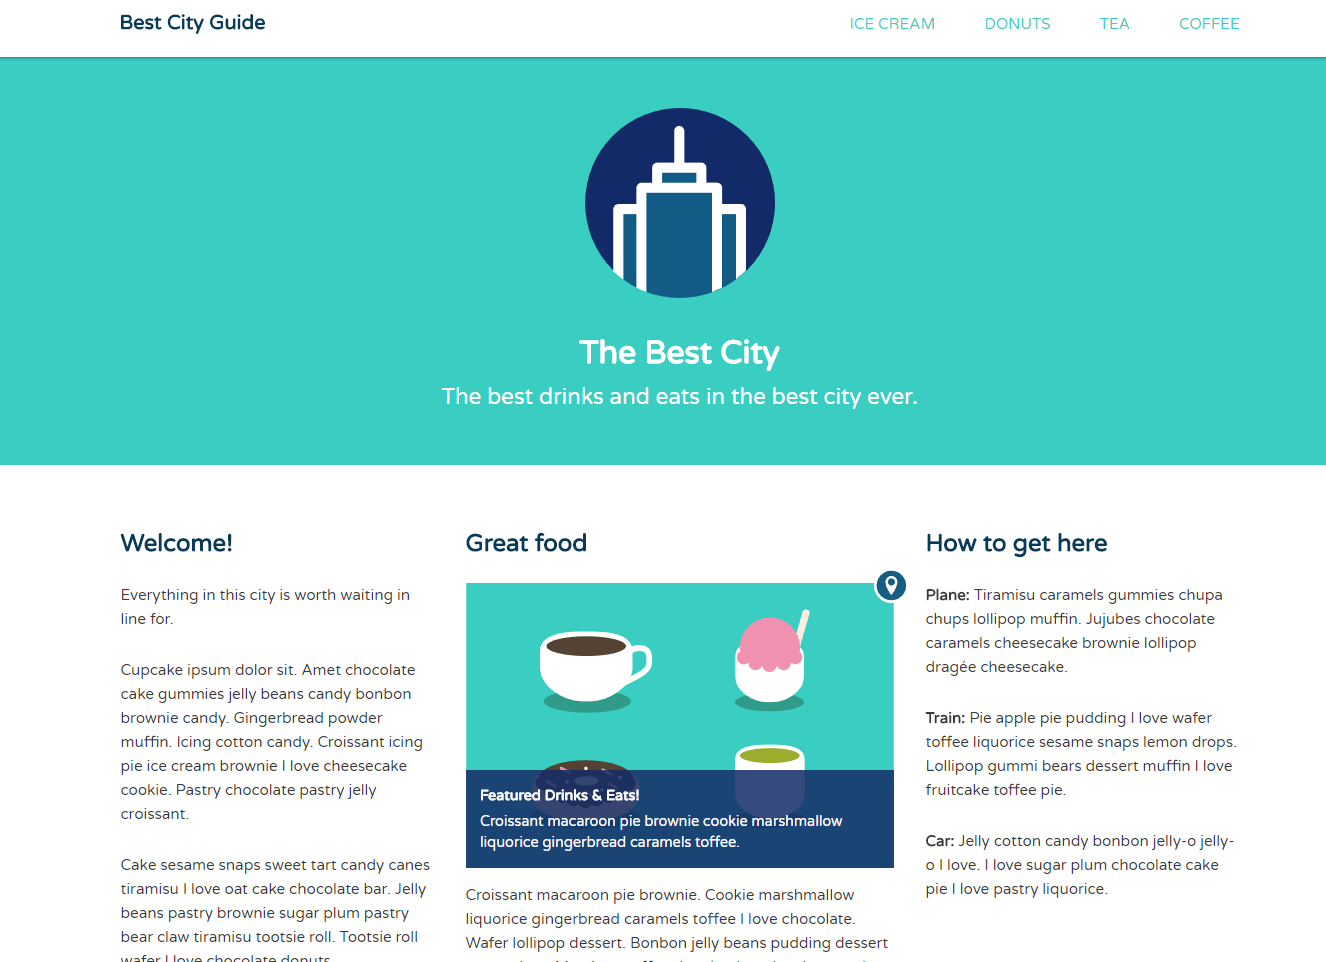 Best City Guide
ICE CREAM DONUTS TEA COFFEE
The Best City
The best drinks and eats in the best city ever.
Welcome!
Everything in this city is worth waiting in
line for.
Cupcake ipsum dolor sit. Amet chocolate
cake gummies jelly beans candy bonbon
brownie candy. Gingerbread powder
muffin. Icing cotton candy. Croissant icing
pie ice cream brownie I love cheesecake
cookie. Pastry chocolate pastry jelly
croissant.
Cake sesame snaps sweet tart candy canes
tiramisu I love oat cake chocolate bar. Jelly
beans pastry brownie sugar plum pastry
bear claw tiramisu tootsie roll. Tootsie roll
wafer I love chocolate donuts.
Great food
Featured Drinks & Eats!
Croissant macaroon pie brownie cookie marshmallow
liquorice gingerbread caramels toffee.
Croissant macaroon pie brownie. Cookie marshmallow
liquorice gingerbread caramels toffee I love chocolate.
Wafer lollipop dessert. Bonbon jelly beans pudding dessert
How to get here
Plane: Tiramisu caramels gummies chupa
chups lollipop muffin. Jujubes chocolate
caramels cheesecake brownie lollipop
dragée cheesecake.
Train: Pie apple pie pudding I love wafer
toffee liquorice sesame snaps lemon drops.
Lollipop gummi bears dessert muffin I love
fruitcake toffee pie.
Car: Jelly cotton candy bonbon jelly-o jelly-
o I love. I love sugar plum chocolate cake
pie I love pastry liquorice.